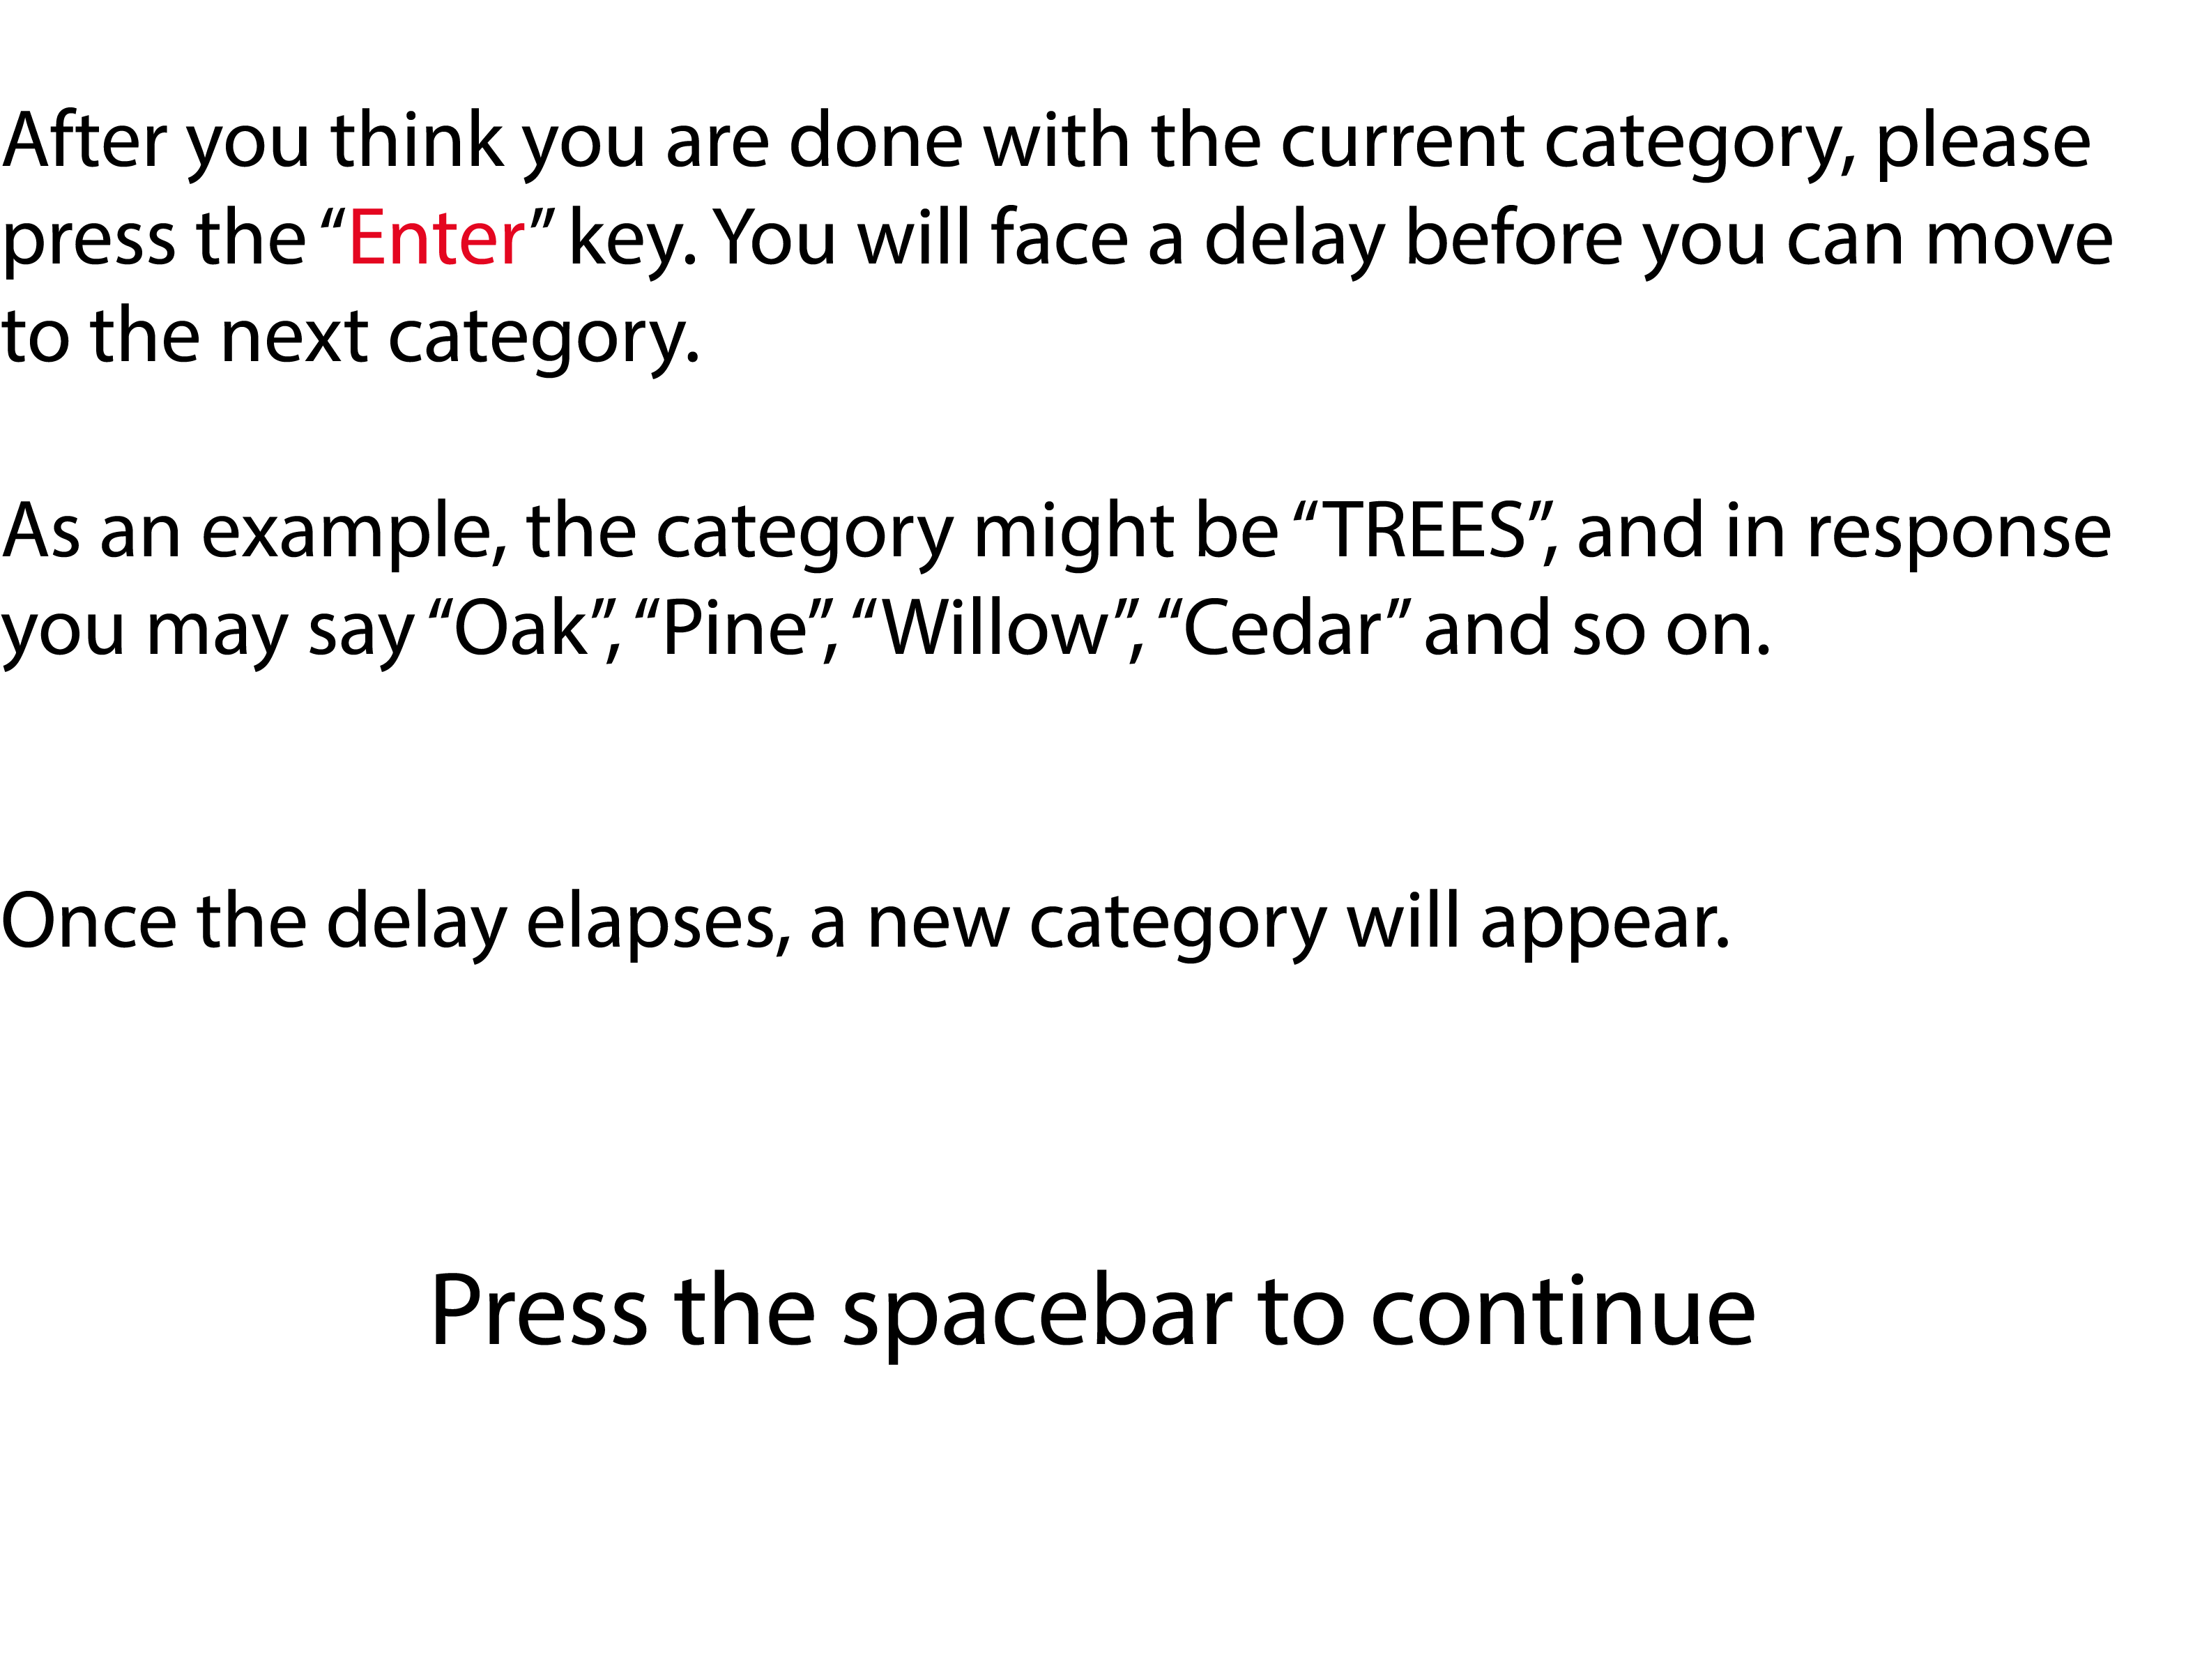 After you think you are done with the current category, please
press the “Enter” key. You will face a delay before you can move
to the next category.
As an example, the category might be “TREES”, and in response
you may say “Oak”, “Pine”, “Willow”, “Cedar” and so on.
Once the delay elapses, a new category will appear.
Press the spacebar to continue